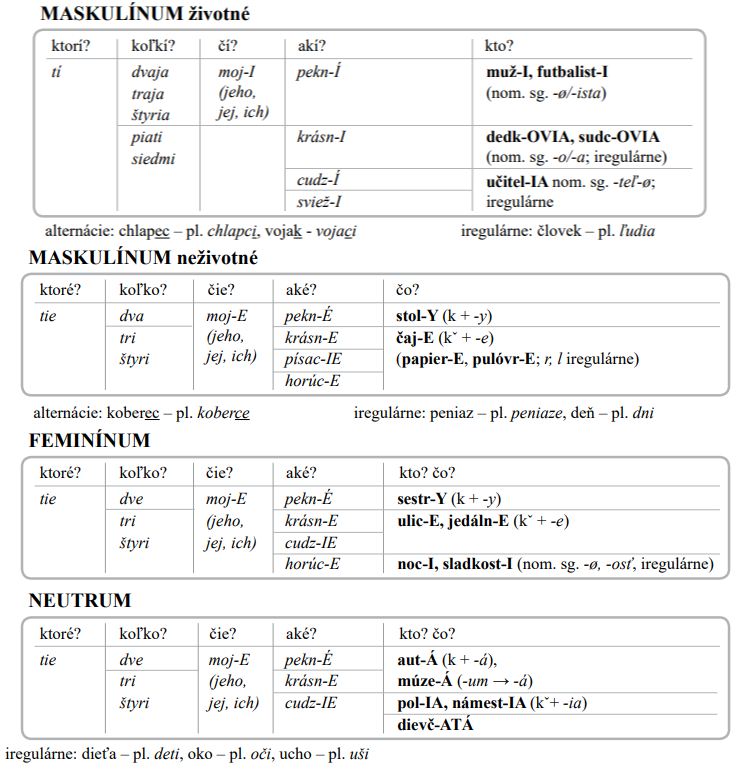 MASKULÍNUM životné
ktorí? koľkí? čí? akí? kto?
tí dvaja moj-I pekn-Í muž-I, futbalist-I
traja (jeho, (nom. sg. -ø/-ista)
štyria jej, ich)
piati krásn-I dedk-OVIA, sudc-OVIA
siedmi (nom. sg. -o/-a; iregulárne)
cudz-Í učitel-IA nom. sg. -teľ-ø;
sviež-I iregulárne
alternácie: chlapec – pl. chlapci, vojak - vojaci iregulárne: človek – pl. ľudia
MASKULÍNUM neživotné
ktoré? koľko? čie? aké? čo?
tie dva moj-E pekn-É stol-Y (k + -y)
tri (jeho, krásn-E čaj-E (kˇ + -e)
štyri jej, ich) písac-IE (papier-E, pulóvr-E; r, l iregulárne)
horúc-E
alternácie: koberec – pl. koberce iregulárne: peniaz – pl. peniaze, deň – pl. dni
FEMINÍNUM
ktoré? koľko? čie? aké? kto? čo?
tie dve moj-E pekn-É sestr-Y (k + -y)
tri (jeho, krásn-E ulic-E, jedáln-E (kˇ + -e)
štyri jej, ich) cudz-IE
horúc-E noc-I, sladkost-I (nom. sg. -ø, -osť, iregulárne)
NEUTRUM
ktoré? koľko? čie? aké? kto? čo?
tie dve moj-E pekn-É aut-Á (k + -á),
tri (jeho, krásn-E múze-Á (-um → -á)
štyri jej, ich) cudz-IE pol-IA, námest-IA (kˇ+ -ia)
dievč-ATÁ
iregulárne: dieťa – pl. deti, oko – pl. oči, ucho – pl. uši